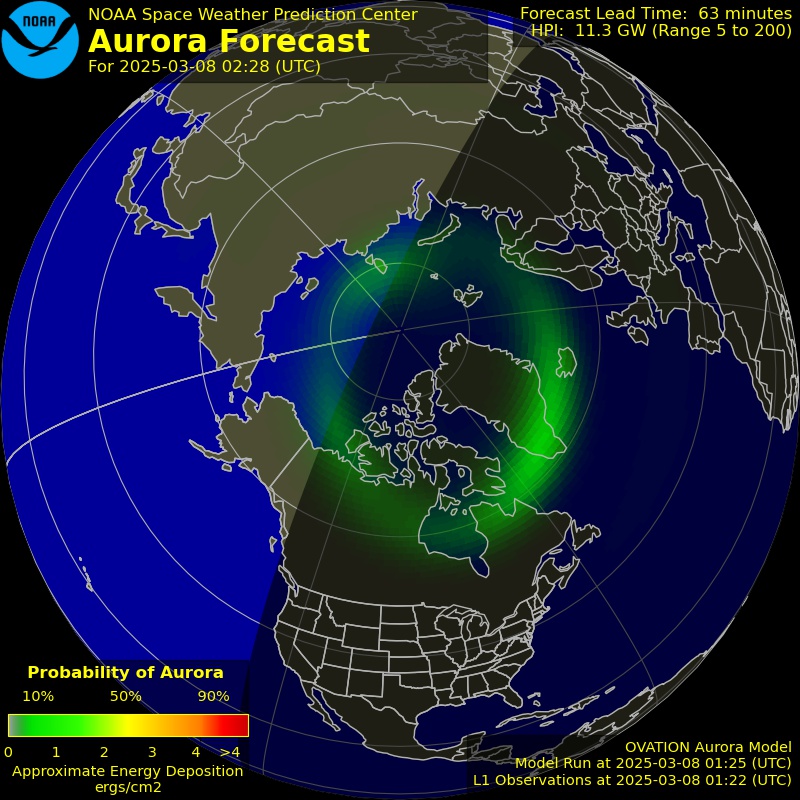 NOAA
NOAA Space Weather Prediction Center
Aurora Forecast
For 2025-03-08 02:28 (UTC)
Forecast Lead Time: 63 minutes
HPI: 11.3 GW (Range 5 to 200)
Probability of Aurora
10% 50% 90%
0 1 2 3 4 >4
Approximate Energy Deposition
ergs/cm2
OVATION Aurora Model
Model Run at 2025-03-08 01:25 (UTC)
L1 Observations at 2025-03-08 01:22 (UTC)